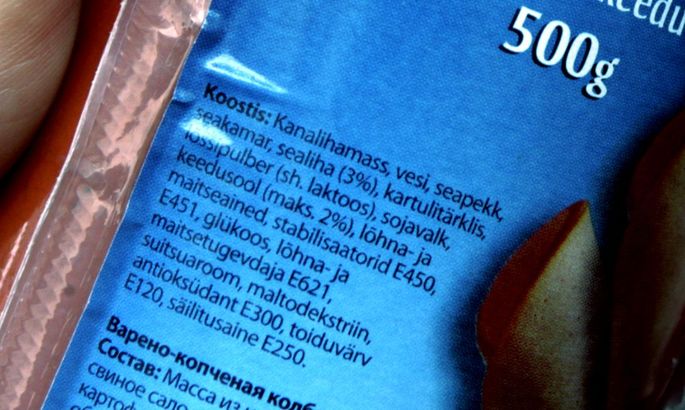 500g
Koostis: Kanalihamass, vesi, seapekk,
seakamar, sealiha (3%), kartulitärklis,
lõssipulber (sh. laktoos), sojavalk,
keedusool (maks. 2%), lõhna- ja
maitseained, stabilisaatorid E450,
E451, glükoos, lõhna- ja
maitsetugevdaja E621,
suitsuaroom, maltodekstriin,
antioksüdant E300, toiduvärv
E120, säilitusaine E250.
Варено-копченая
Состав: Масса из
свиное сало